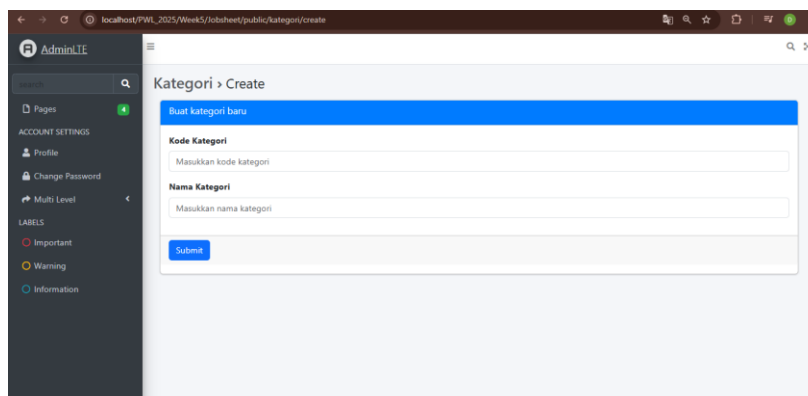 localhost/PWL_2025/Week5/Jobsheet/public/kategori/create
AdminLTE
search
Kategori › Create
Pages
4
Buat kategori baru
ACCOUNT SETTINGS
Kode Kategori
Profile
Masukkan kode kategori
Change Password
Nama Kategori
Multi Level
Masukkan nama kategori
LABELS
Important
Submit
Warning
Information